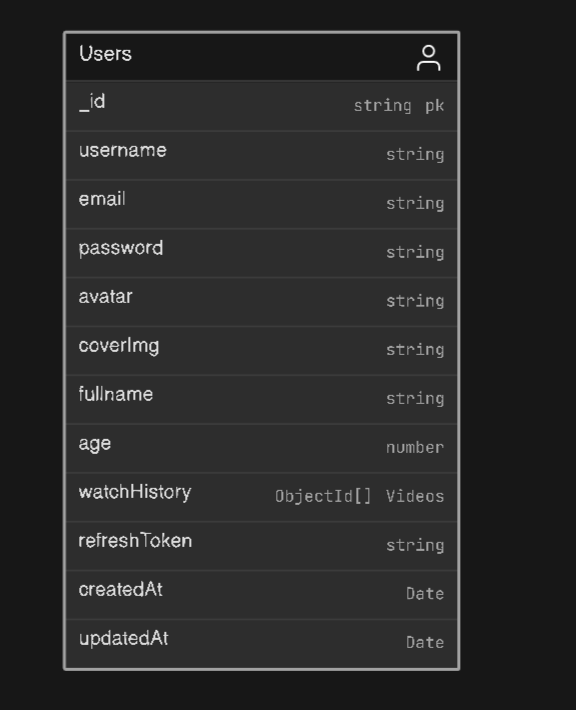 Users
_id string pk
username string
email string
password string
avatar string
coverImg string
fullname string
age number
watchHistory ObjectId[] Videos
refreshToken string
createdAt Date
updatedAt Date